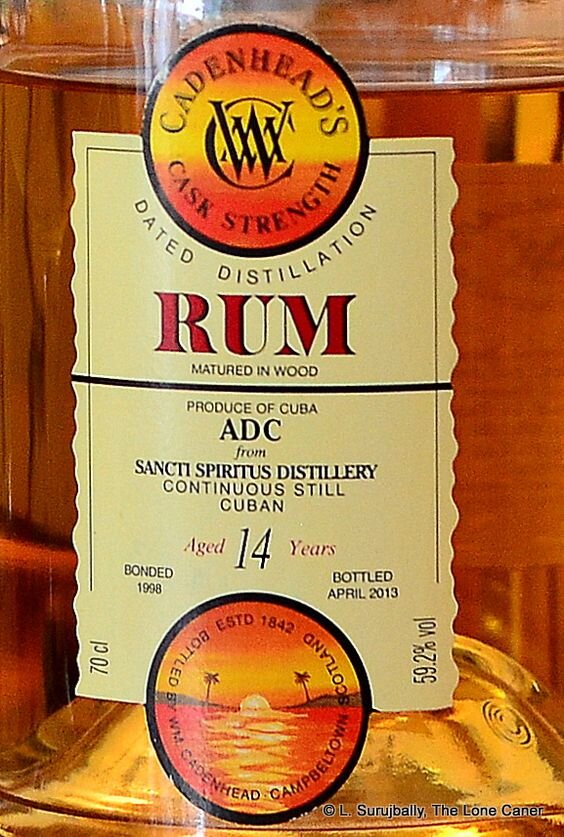 CADENHEAD'S
WC
CASK STRENGTH
DATED DISTILLATION
RUM
MATURED IN WOOD
PRODUCE OF CUBA
ADC
from
SANCTI SPIRITUS DISTILLERY
CONTINUOUS STILL
CUBAN
Aged 14 Years
BONDED
1998
BOTTLED
APRIL 2013
70 cl
59.2% vol
ESTD 1842
BOTTLED BY WM. CADENHEAD. CAMPBELTOWN SCOTLAND
© L. Surujbally, The Lone Caner